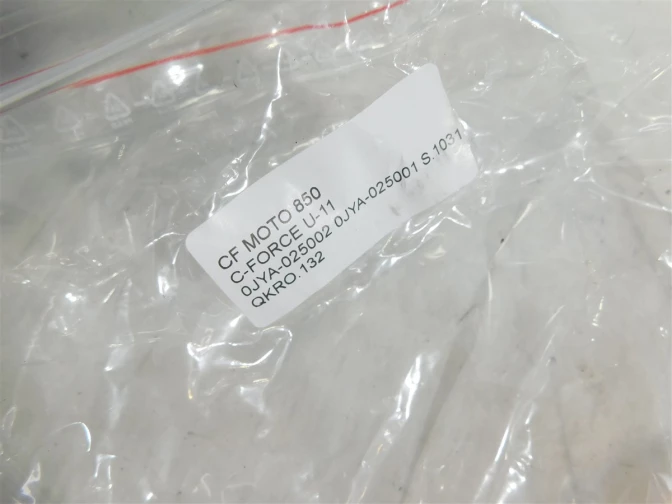 CF MOTO 850
C-FORCE U-11
0JYA-025002 0JYA-025001 S.1031
QKRO.132